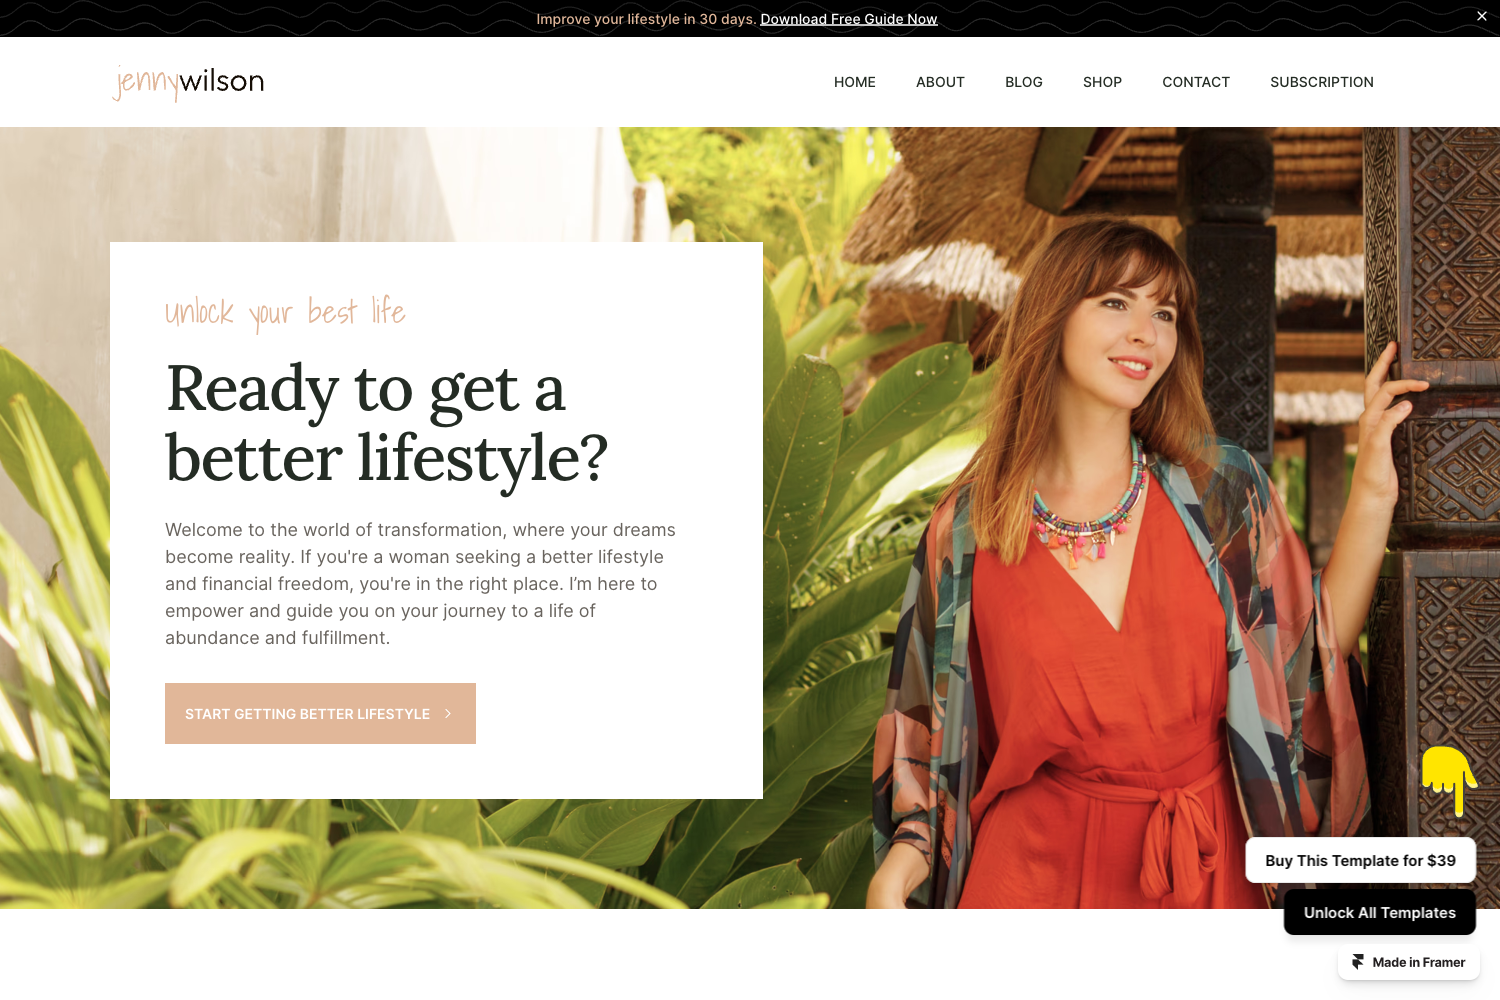 Improve your lifestyle in 30 days. Download Free Guide Now
jennywilson
HOME ABOUT BLOG SHOP CONTACT SUBSCRIPTION
Unlock your best life
Ready to get a
better lifestyle?
Welcome to the world of transformation, where your dreams
become reality. If you're a woman seeking a better lifestyle
and financial freedom, you're in the right place. I’m here to
empower and guide you on your journey to a life of
abundance and fulfillment.
START GETTING BETTER LIFESTYLE
Buy This Template for $39
Unlock All Templates
Made in Framer